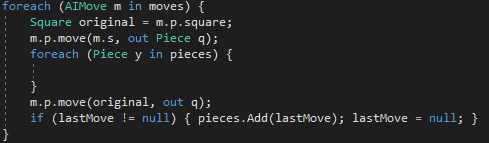 foreach (AIMove m in moves) {
Square original = m.p.square;
m.p.move(m.s, out Piece q);
foreach (Piece y in pieces) {
}
m.p.move(original, out q);
if (lastMove != null) { pieces.Add(lastMove); lastMove = null; }
}